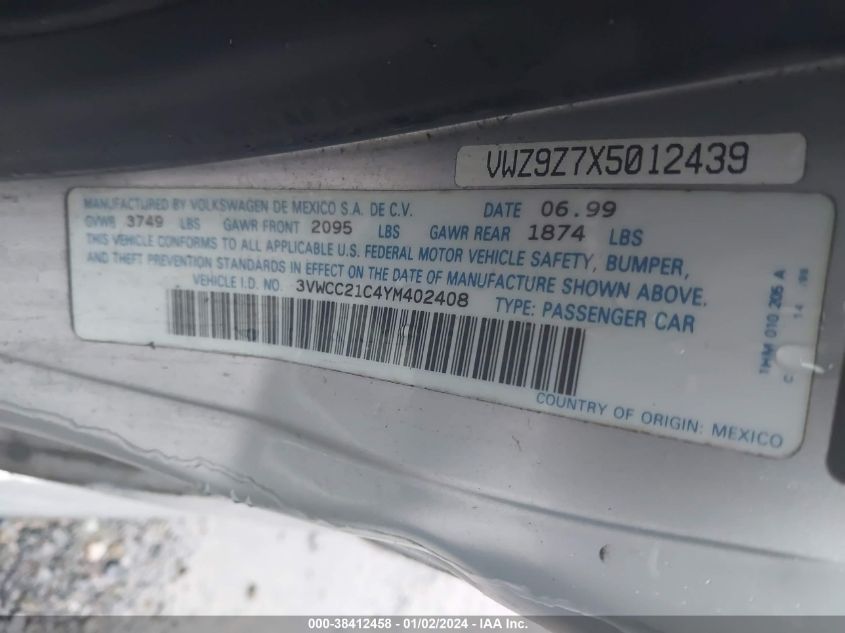 VWZ9Z7X5012439
MANUFACTURED BY VOLKSWAGEN DE MEXICO S.A. DE C.V. DATE 06.99
GVWR 3749 LBS GAWR FRONT 2095 LBS GAWR REAR 1874 LBS
THIS VEHICLE CONFORMS TO ALL APPLICABLE U.S. FEDERAL MOTOR VEHICLE SAFETY, BUMPER,
AND THEFT PREVENTION STANDARDS IN EFFECT ON THE DATE OF MANUFACTURE SHOWN ABOVE.
VEHICLE I.D. NO. 3VWCC21C4YM402408 TYPE: PASSENGER CAR
COUNTRY OF ORIGIN: MEXICO
010 205 A
000-38412458 - 01/02/2024 - IAA Inc.